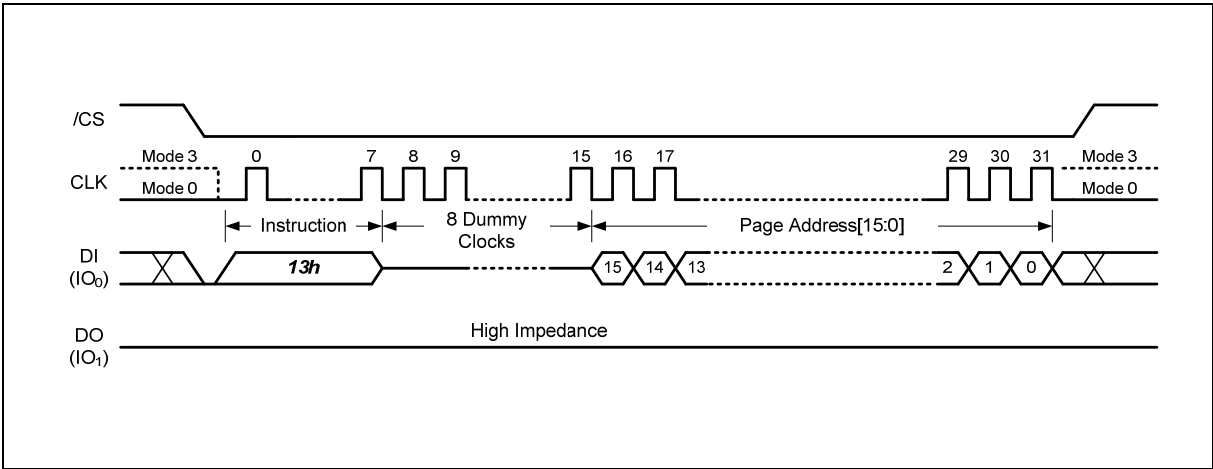 /CS
Mode 3 0 7 8 9 15 16 17 29 30 31 Mode 3
CLK
Mode 0 Mode 0
Instruction 8 Dummy Clocks Page Address[15:0]
DI (IO₀) 13h 15 14 13 2 1 0
High Impedance
DO (IO₁)